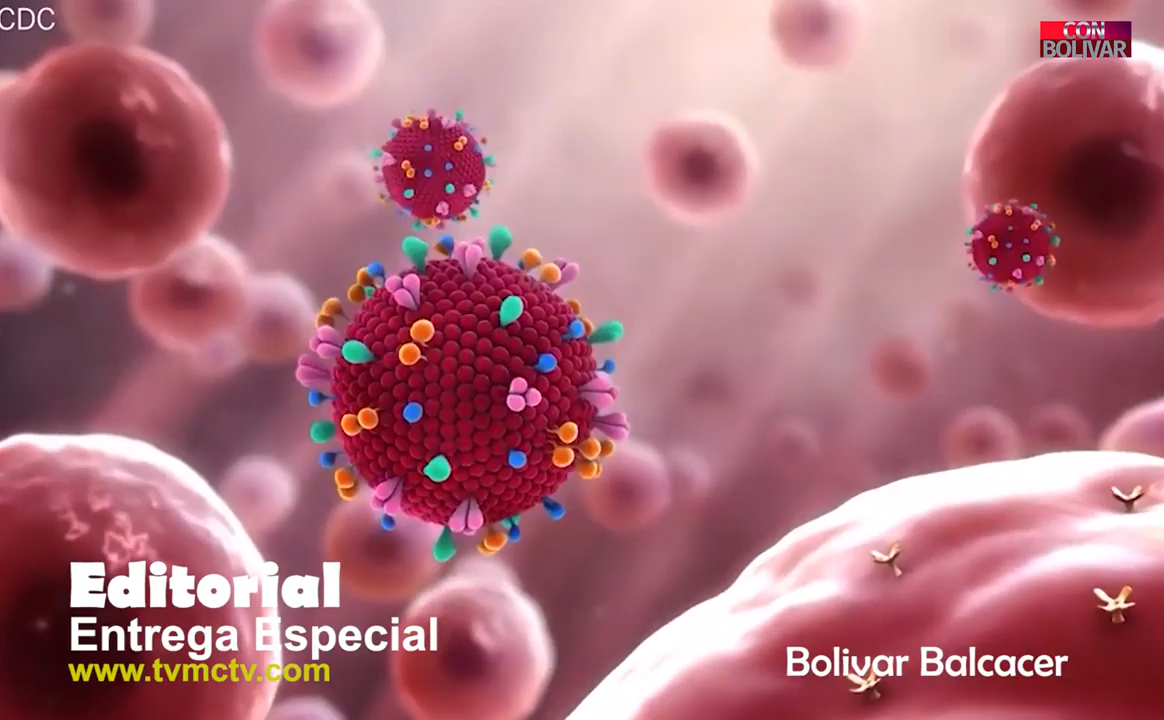 CDC
CON
BOLIVAR
Editorial
Entrega Especial
www.tvmctv.com
Bolivar Balcacer